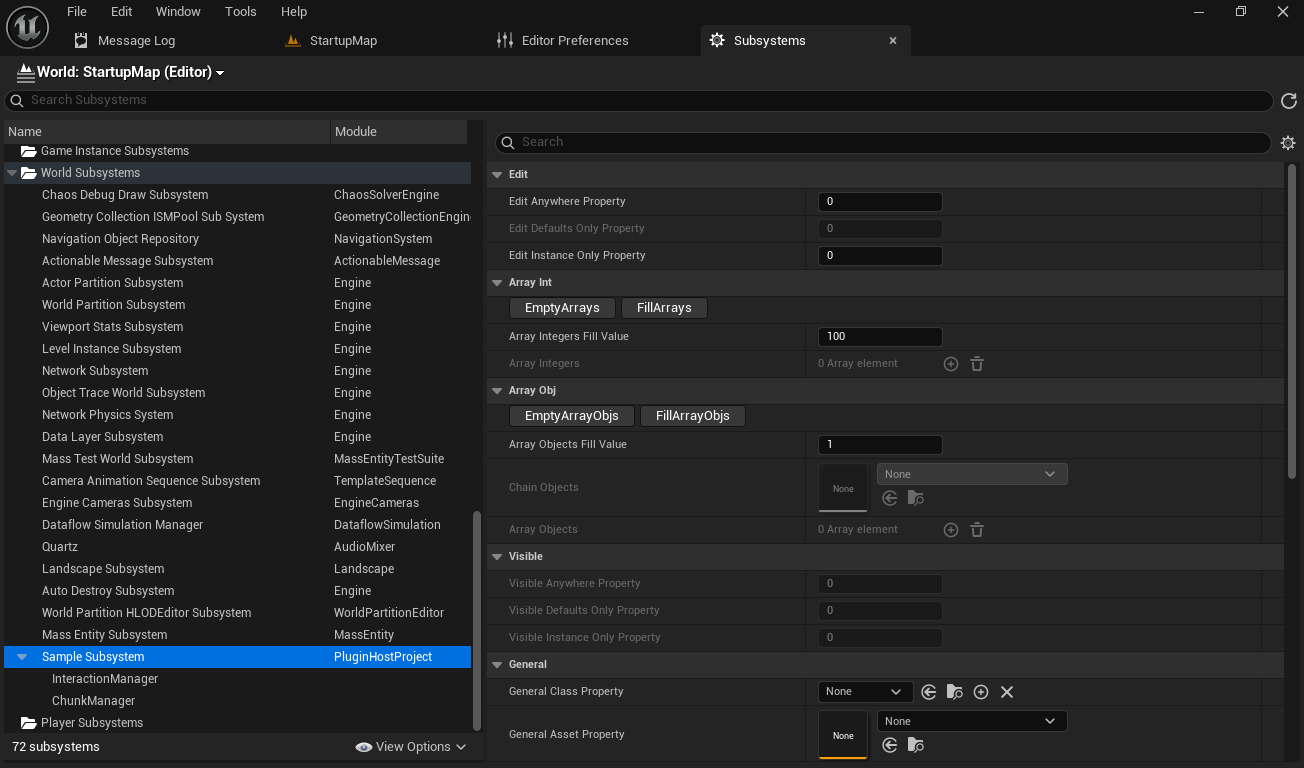 File Edit Window Tools Help
Message Log StartupMap Editor Preferences Subsystems
World: StartupMap (Editor)
Search Subsystems
Name Module
Game Instance Subsystems
World Subsystems
Chaos Debug Draw Subsystem ChaosSolverEngine
Geometry Collection ISMPool Sub System GeometryCollectionEngin
Navigation Object Repository NavigationSystem
Actionable Message Subsystem ActionableMessage
Actor Partition Subsystem Engine
World Partition Subsystem Engine
Viewport Stats Subsystem Engine
Level Instance Subsystem Engine
Network Subsystem Engine
Object Trace World Subsystem Engine
Network Physics System Engine
Data Layer Subsystem Engine
Mass Test World Subsystem MassEntityTestSuite
Camera Animation Sequence Subsystem TemplateSequence
Engine Cameras Subsystem EngineCameras
Dataflow Simulation Manager DataflowSimulation
Quartz AudioMixer
Landscape Subsystem Landscape
Auto Destroy Subsystem Engine
World Partition HLODEditor Subsystem WorldPartitionEditor
Mass Entity Subsystem MassEntity
Sample Subsystem PluginHostProject
InteractionManager
ChunkManager
Player Subsystems
72 subsystems View Options
Search
Edit
Edit Anywhere Property 0
Edit Defaults Only Property 0
Edit Instance Only Property 0
Array Int
EmptyArrays FillArrays
Array Integers Fill Value 100
Array Integers 0 Array element
Array Obj
EmptyArrayObjs FillArrayObjs
Array Objects Fill Value 1
Chain Objects None None
Array Objects 0 Array element
Visible
Visible Anywhere Property 0
Visible Defaults Only Property 0
Visible Instance Only Property 0
General
General Class Property None
General Asset Property None None